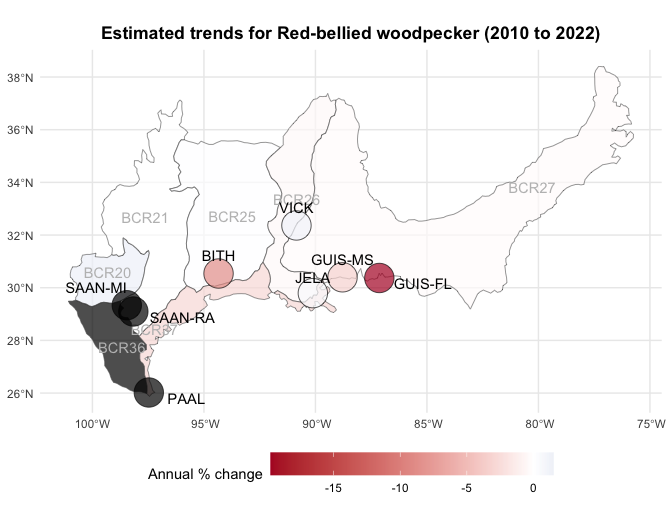 Estimated trends for Red-bellied woodpecker (2010 to 2022)
38°N
36°N
34°N
32°N
30°N
28°N
26°N
BCR27
BCR26
VICK
BCR21
BCR25
BITH
GUIS-MS
BCR20
JELA
GUIS-FL
SAAN-MI
SAAN-RA
BCR37
BCR36
PAAL
100°W
95°W
90°W
85°W
80°W
75°W
Annual % change
-15
-10
-5
0